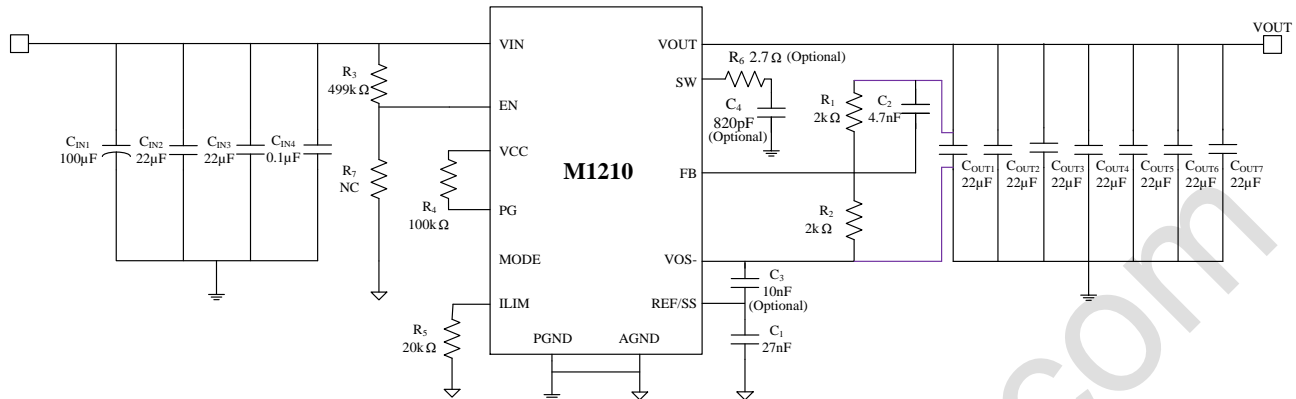 VOUT
VIN
VOUT
R6 2.7Ω (Optional)
SW
R3
499kΩ
EN
C4
820pF
(Optional)
R1
2kΩ
C2
4.7nF
CIN1
100µF
CIN2
22µF
CIN3
22µF
CIN4
0.1µF
R7
NC
VCC
M1210
FB
COUT1
22µF
COUT2
22µF
COUT3
22µF
COUT4
22µF
COUT5
22µF
COUT6
22µF
COUT7
22µF
R4
100kΩ
PG
R2
2kΩ
MODE
VOS-
C3
10nF
(Optional)
ILIM
REF/SS
R5
20kΩ
C1
27nF
PGND
AGND
com